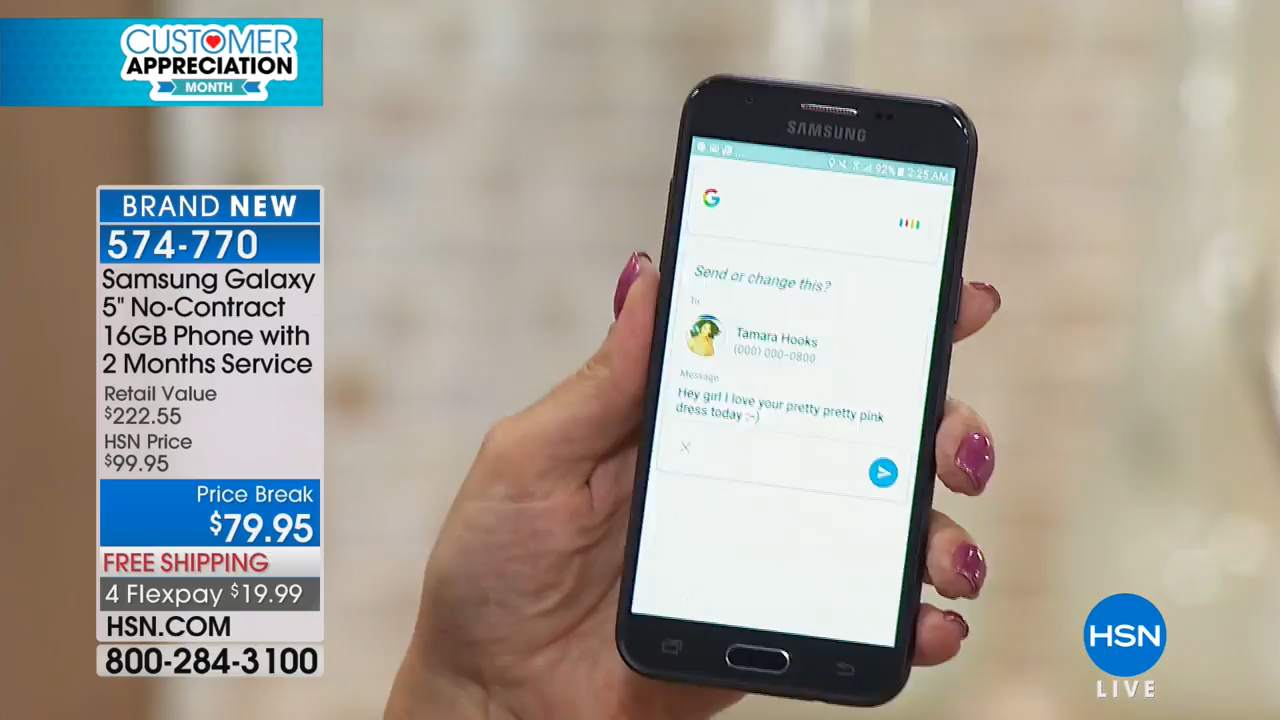 CUSTOMER
APPRECIATION
MONTH
BRAND NEW
574-770
Samsung Galaxy
5" No-Contract
16GB Phone with
2 Months Service
Retail Value
$222.55
HSN Price
$99.95
Price Break
$79.95
FREE SHIPPING
4 Flexpay $19.99
HSN.COM
800-284-3100
SAMSUNG
92% 2:25 AM
G
Send or change this?
To
Tamara Hooks
(000) 000-0800
Message
Hey girl I love your pretty pretty pink
dress today :-)
HSN
LIVE